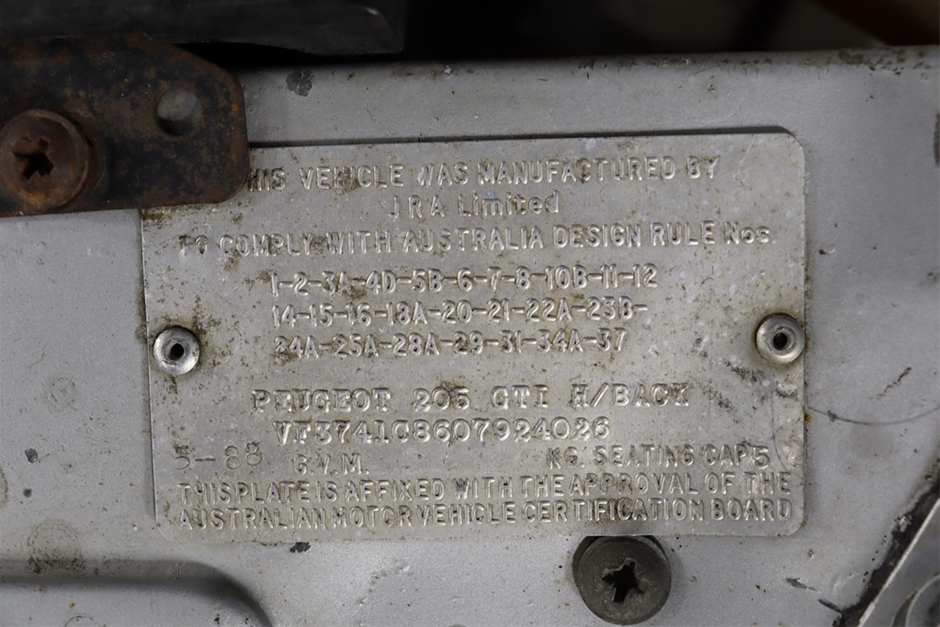 HIS VEHICLE WAS MANUFACTURED BY
JRA Limited
TO COMPLY WITH AUSTRALIA DESIGN RULE Nos.
1-2-3A-4D-5B-6-7-8-10B-11-12
14-15-16-18A-20-21-22A-23B-
24A-25A-28A-29-31-34A-37
PEUGEOT 205 GTI H/BACK
VF3741C8607924026
5-88 G.V.M. KG. SEATING CAP 5
THIS PLATE IS AFFIXED WITH THE APPROVAL OF THE
AUSTRALIAN MOTOR VEHICLE CERTIFICATION BOARD